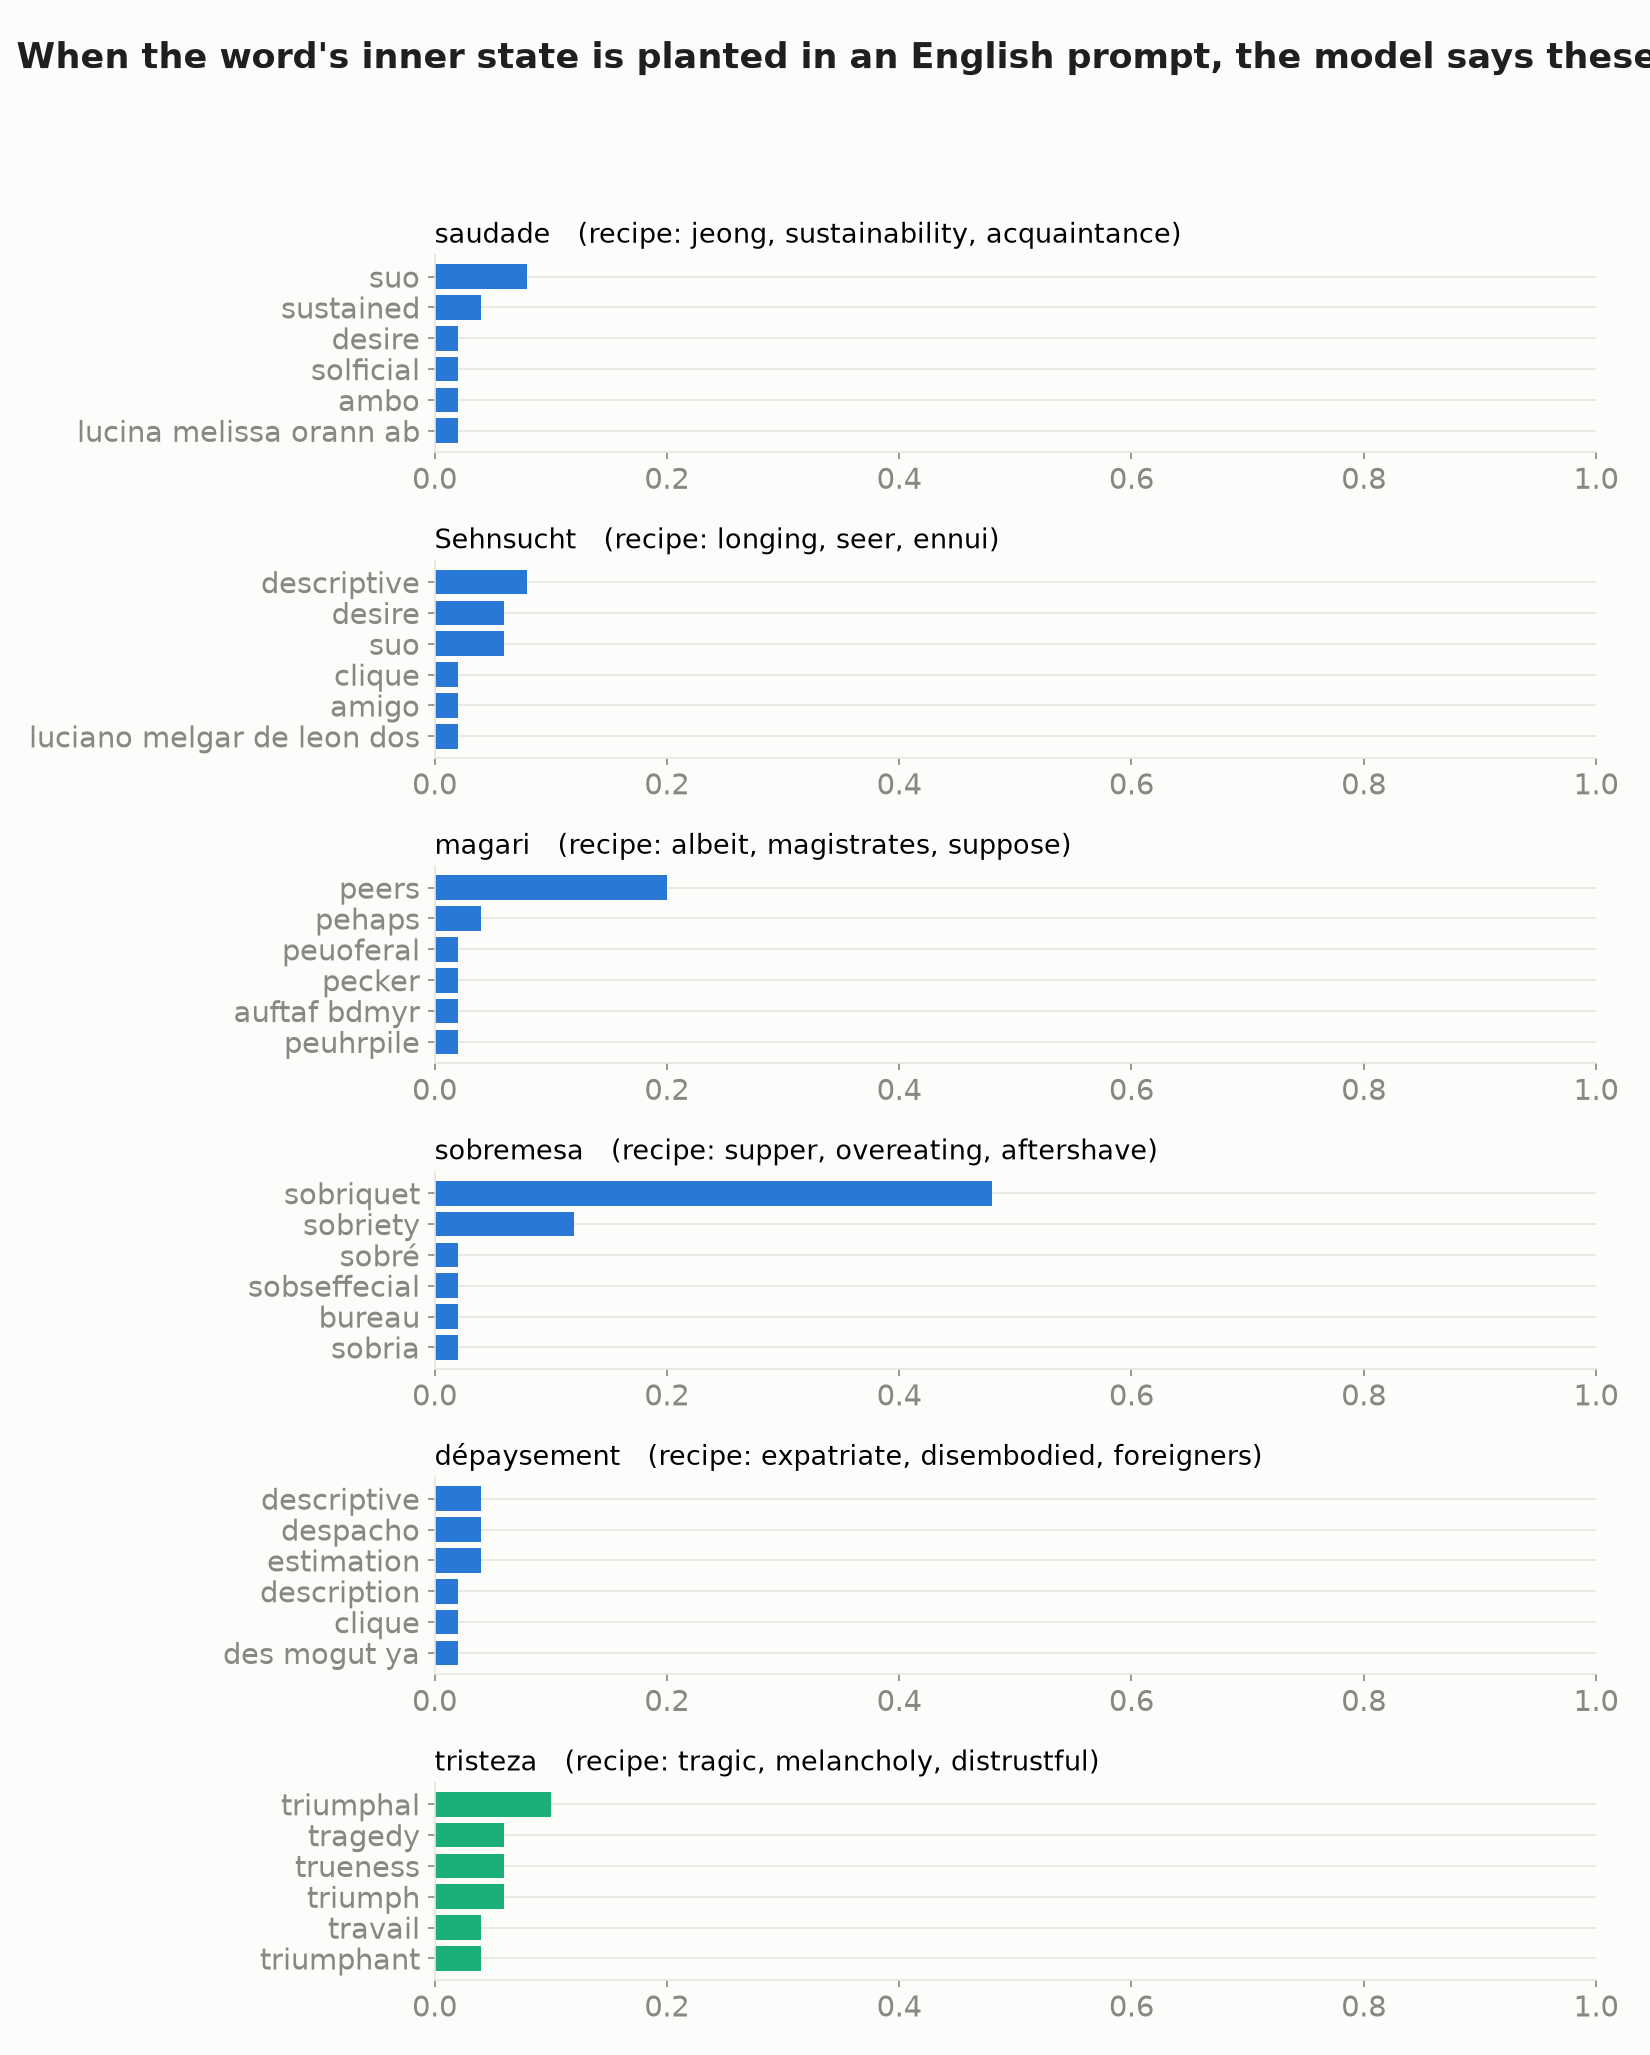 When the word's inner state is planted in an English prompt, the model says these
saudade (recipe: jeong, sustainability, acquaintance)
suo
sustained
desire
solficial
ambo
lucina melissa orann ab
0.0 0.2 0.4 0.6 0.8 1.0
Sehnsucht (recipe: longing, seer, ennui)
descriptive
desire
suo
clique
amigo
luciano melgar de leon dos
0.0 0.2 0.4 0.6 0.8 1.0
magari (recipe: albeit, magistrates, suppose)
peers
pehaps
peuoferal
pecker
auftaf bdmyr
peuhrpile
0.0 0.2 0.4 0.6 0.8 1.0
sobremesa (recipe: supper, overeating, aftershave)
sobriquet
sobriety
sobré
sobseffecial
bureau
sobria
0.0 0.2 0.4 0.6 0.8 1.0
dépaysement (recipe: expatriate, disembodied, foreigners)
descriptive
despacho
estimation
description
clique
des mogut ya
0.0 0.2 0.4 0.6 0.8 1.0
tristeza (recipe: tragic, melancholy, distrustful)
triumphal
tragedy
trueness
triumph
travail
triumphant
0.0 0.2 0.4 0.6 0.8 1.0